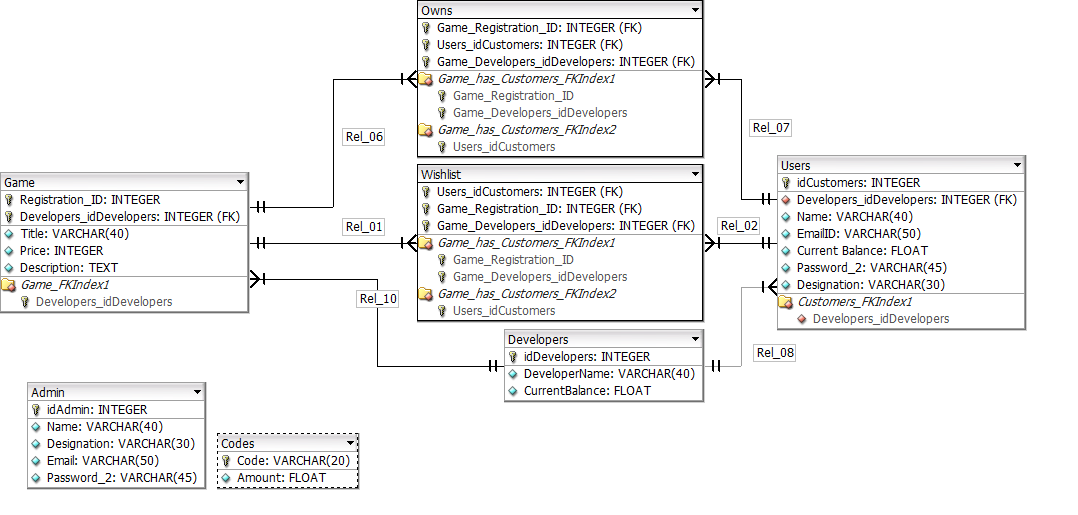 Owns
Game_Registration_ID: INTEGER (FK)
Users_idCustomers: INTEGER (FK)
Game_Developers_idDevelopers: INTEGER (FK)
Game_has_Customers_FKIndex1
Game_Registration_ID
Game_Developers_idDevelopers
Game_has_Customers_FKIndex2
Users_idCustomers
Rel_06
Rel_07
Game
Registration_ID: INTEGER
Developers_idDevelopers: INTEGER (FK)
Title: VARCHAR(40)
Price: INTEGER
Description: TEXT
Game_FKIndex1
Developers_idDevelopers
Rel_01
Wishlist
Users_idCustomers: INTEGER (FK)
Game_Registration_ID: INTEGER (FK)
Game_Developers_idDevelopers: INTEGER (FK)
Game_has_Customers_FKIndex1
Game_Registration_ID
Game_Developers_idDevelopers
Game_has_Customers_FKIndex2
Users_idCustomers
Rel_02
Users
idCustomers: INTEGER
Developers_idDevelopers: INTEGER (FK)
Name: VARCHAR(40)
EmailID: VARCHAR(50)
Current Balance: FLOAT
Password_2: VARCHAR(45)
Designation: VARCHAR(30)
Customers_FKIndex1
Developers_idDevelopers
Rel_10
Developers
idDevelopers: INTEGER
DeveloperName: VARCHAR(40)
CurrentBalance: FLOAT
Rel_08
Admin
idAdmin: INTEGER
Name: VARCHAR(40)
Designation: VARCHAR(30)
Email: VARCHAR(50)
Password_2: VARCHAR(45)
Codes
Code: VARCHAR(20)
Amount: FLOAT